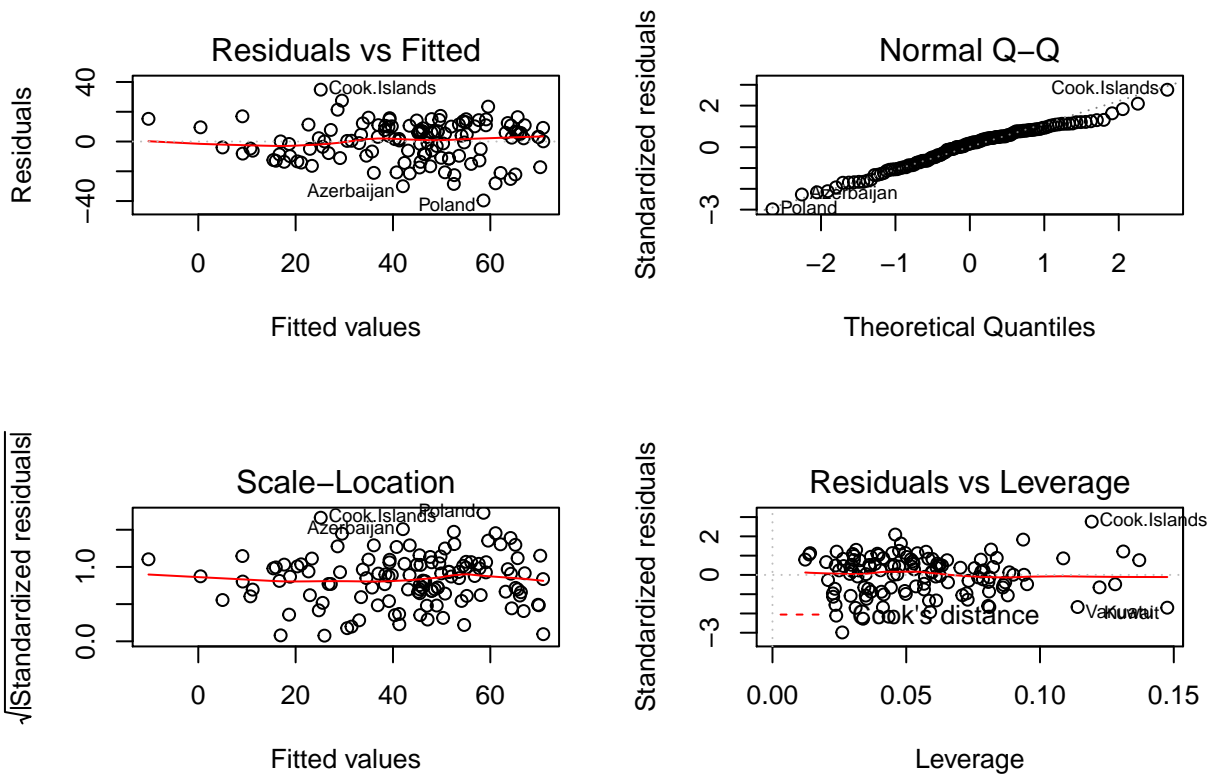 Residuals vs Fitted
Residuals
40
0
−40
Cook.Islands
Azerbaijan
Poland
0 20 40 60
Fitted values
Normal Q−Q
Standardized residuals
2
0
−3
Cook.Islands
Azerbaijan
Poland
−2 −1 0 1 2
Theoretical Quantiles
Scale−Location
√|Standardized residuals|
1.0
0.0
Poland
Cook.Islands
Azerbaijan
0 20 40 60
Fitted values
Residuals vs Leverage
Standardized residuals
2
0
−3
Cook.Islands
Vanuatu
Kuwait
Cook's distance
0.00 0.05 0.10 0.15
Leverage